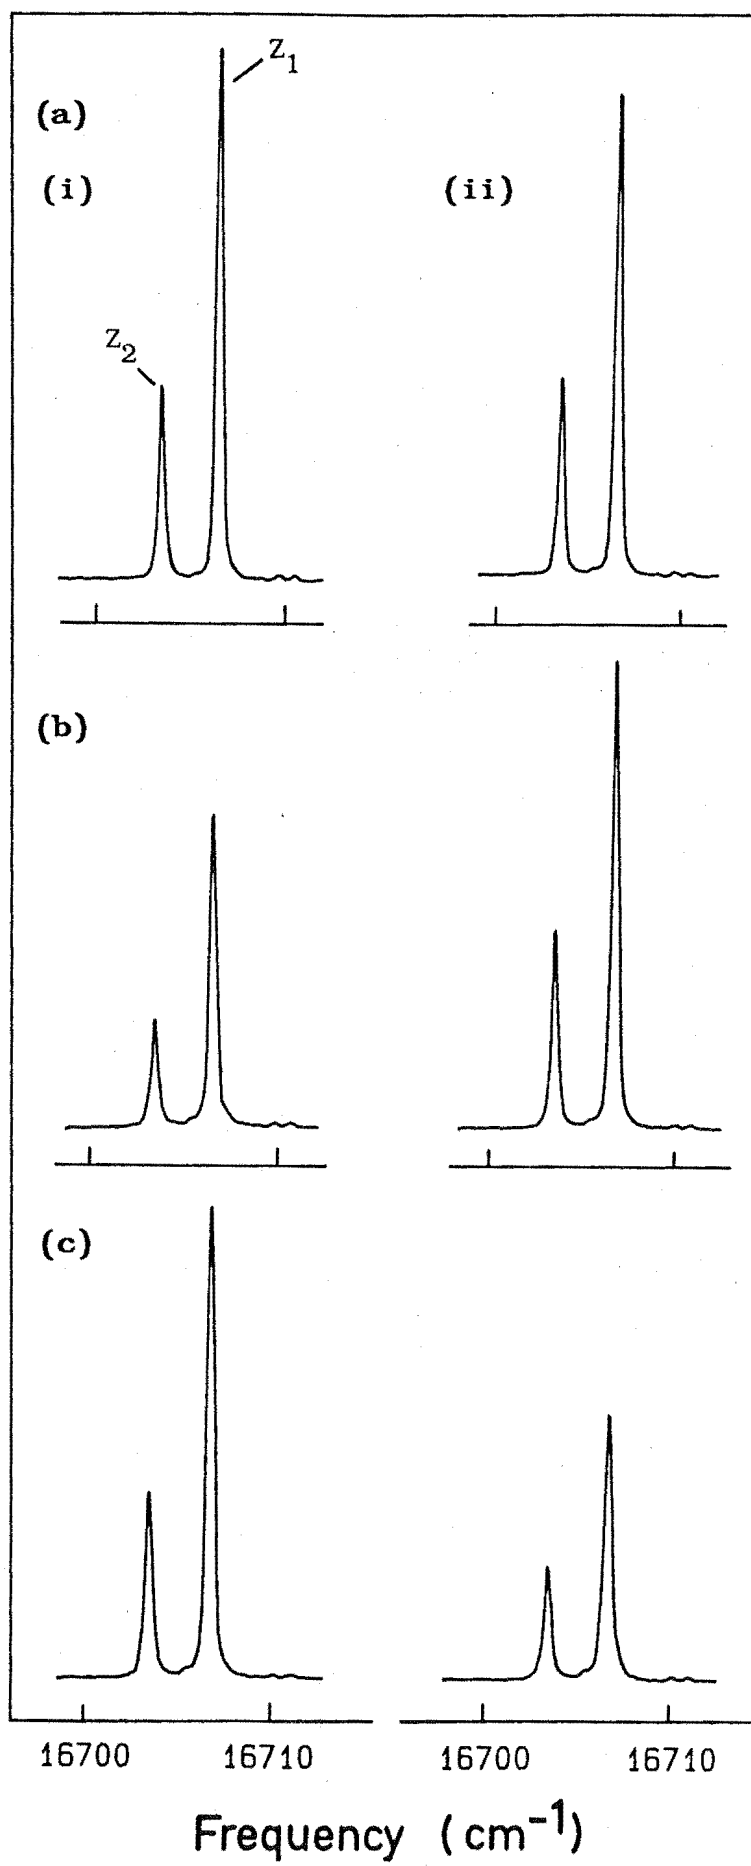 Z₁
(a)
(i) (ii)
Z₂
(b)
(c)
16700 16710 16700 16710
Frequency (cm⁻¹)